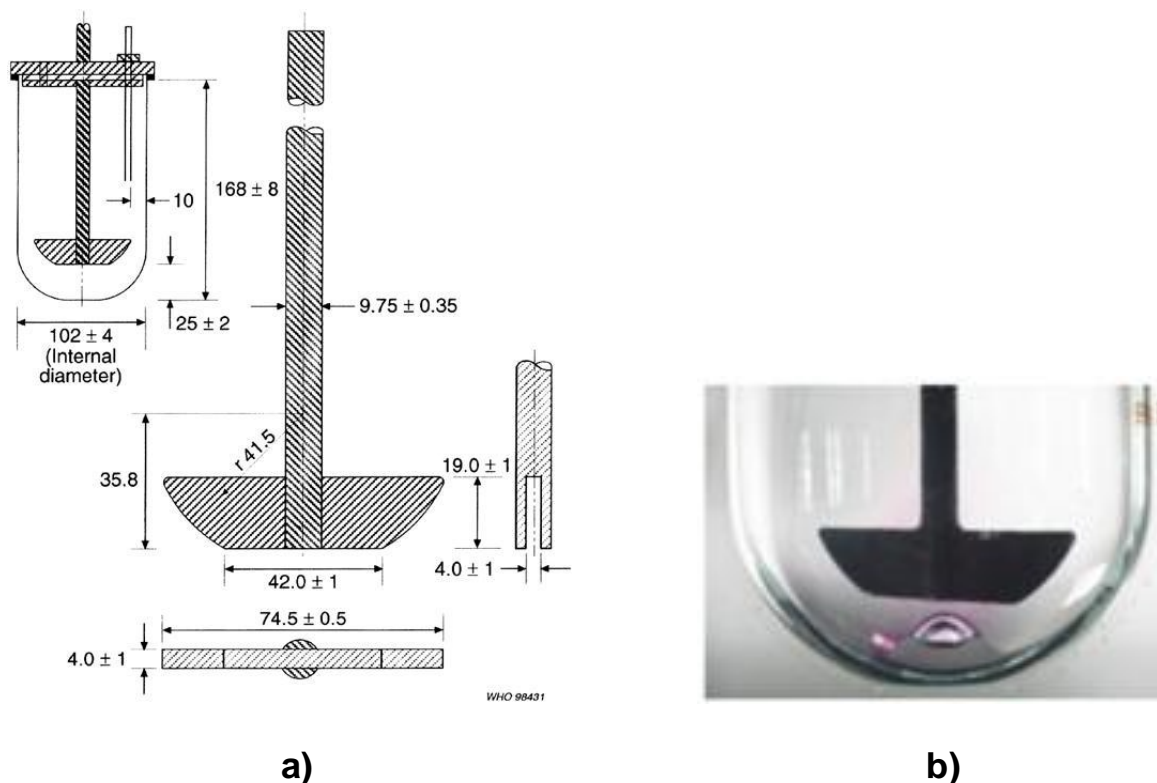 168 ± 8
10
25 ± 2
102 ± 4
(Internal
diameter)
9.75 ± 0.35
35.8
r 41.5
19.0 ± 1
42.0 ± 1
4.0 ± 1
74.5 ± 0.5
4.0 ± 1
WHO 98431
a)
b)